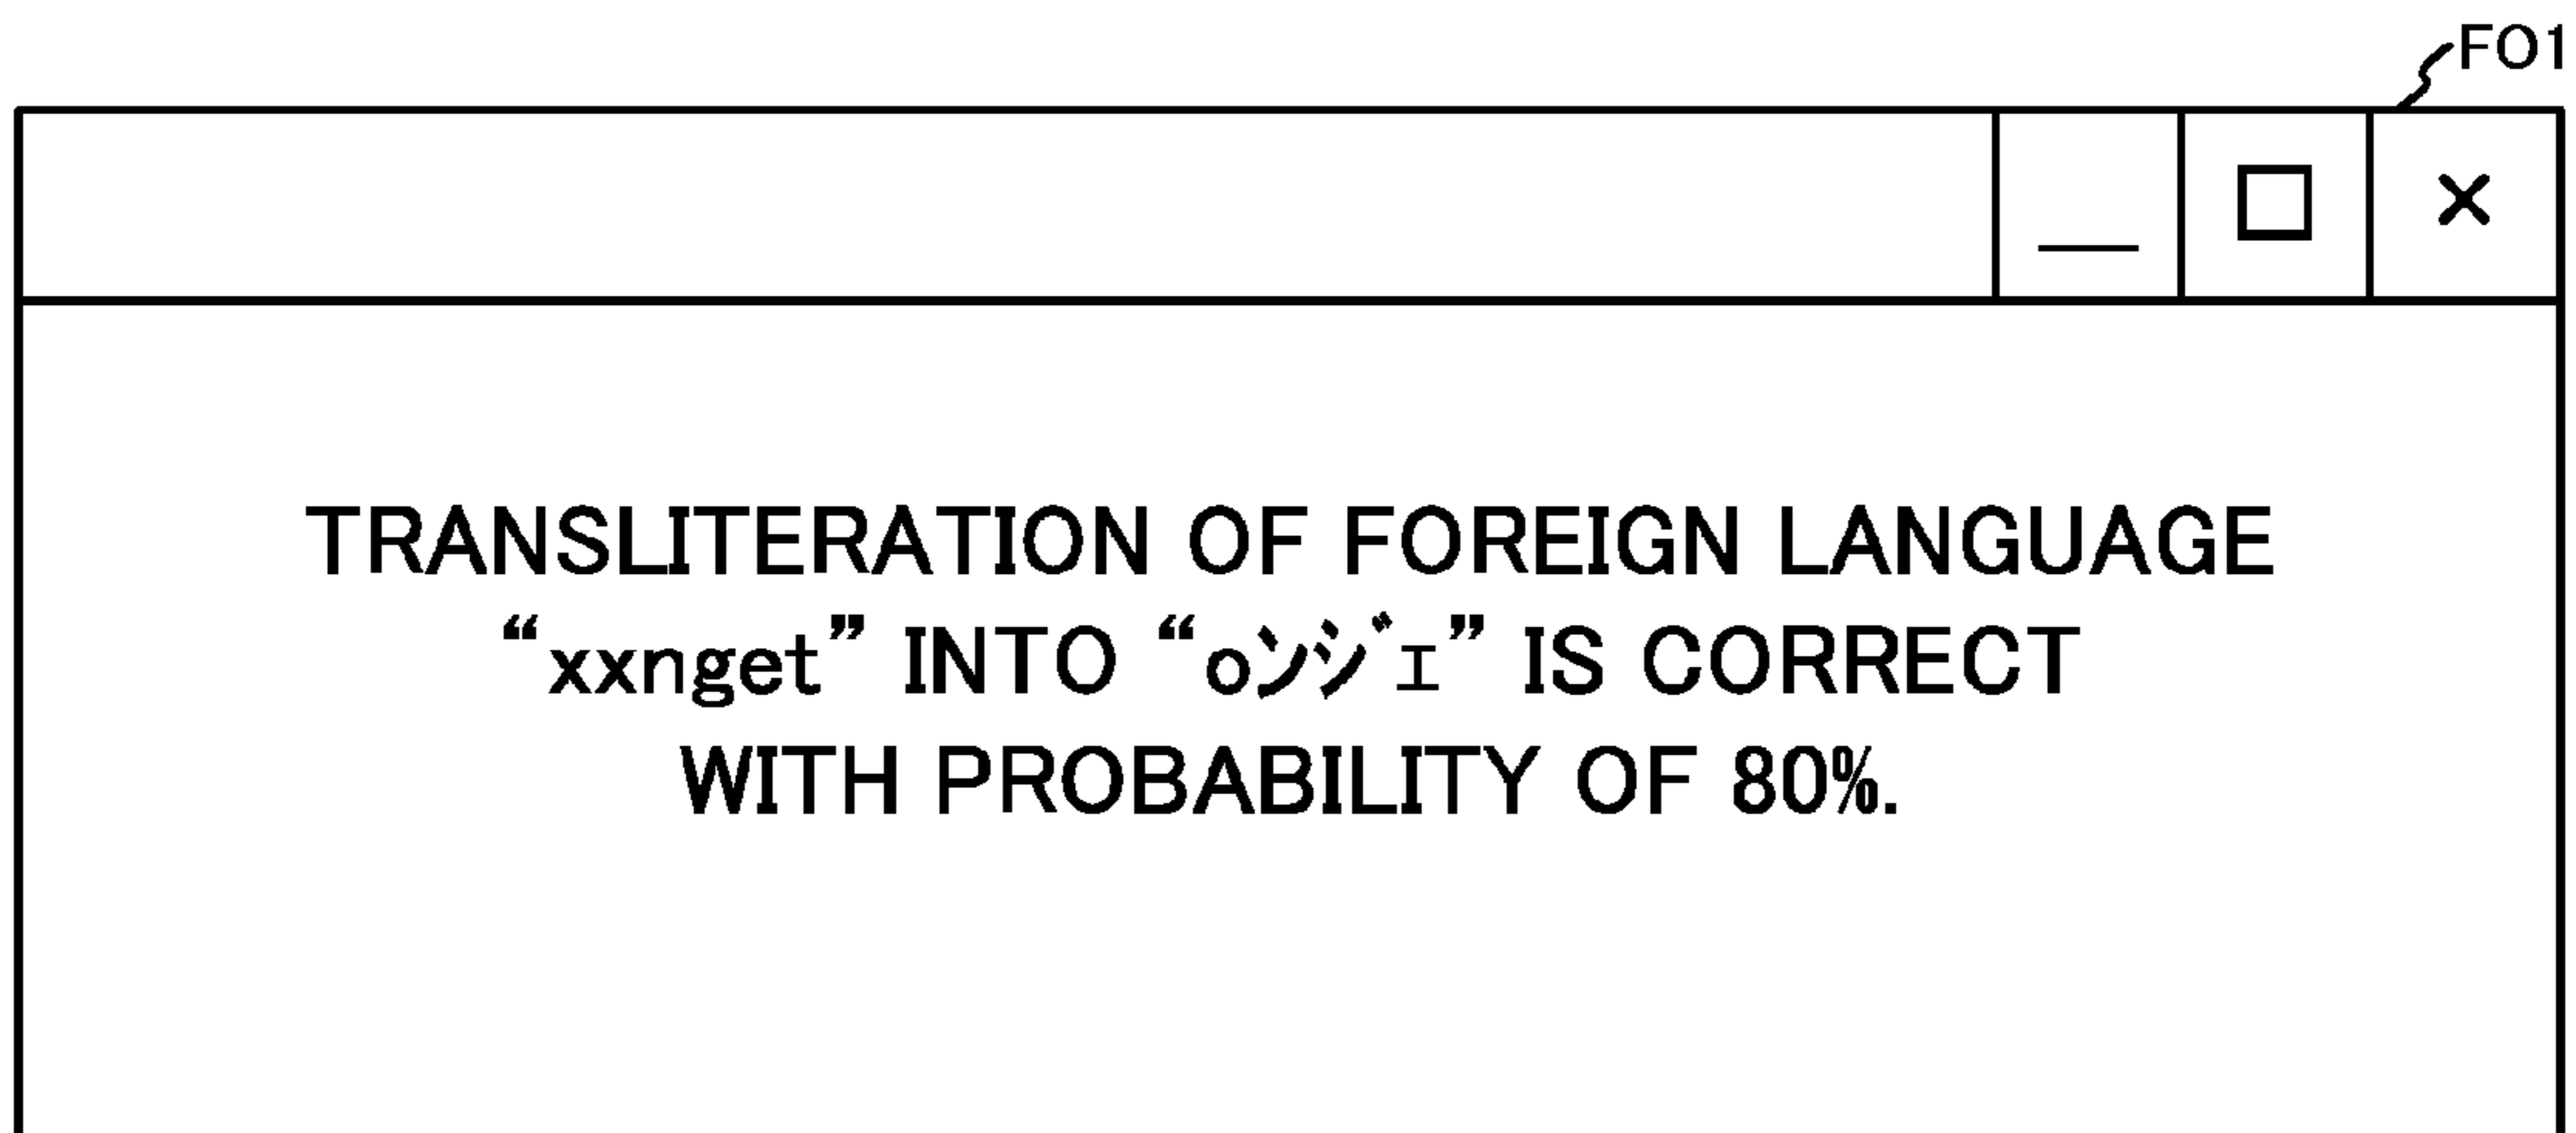 FO1
TRANSLITERATION OF FOREIGN LANGUAGE
“xxnget” INTO “oンジェ” IS CORRECT
WITH PROBABILITY OF 80%.